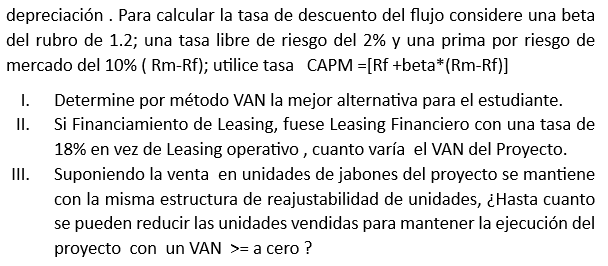 depreciación . Para calcular la tasa de descuento del flujo considere una beta
del rubro de 1.2; una tasa libre de riesgo del 2% y una prima por riesgo de
mercado del 10% ( Rm-Rf); utilice tasa CAPM =[Rf +beta*(Rm-Rf)]
I. Determine por método VAN la mejor alternativa para el estudiante.
II. Si Financiamiento de Leasing, fuese Leasing Financiero con una tasa de
18% en vez de Leasing operativo , cuanto varía el VAN del Proyecto.
III. Suponiendo la venta en unidades de jabones del proyecto se mantiene
con la misma estructura de reajustabilidad de unidades, ¿Hasta cuanto
se pueden reducir las unidades vendidas para mantener la ejecución del
proyecto con un VAN >= a cero ?